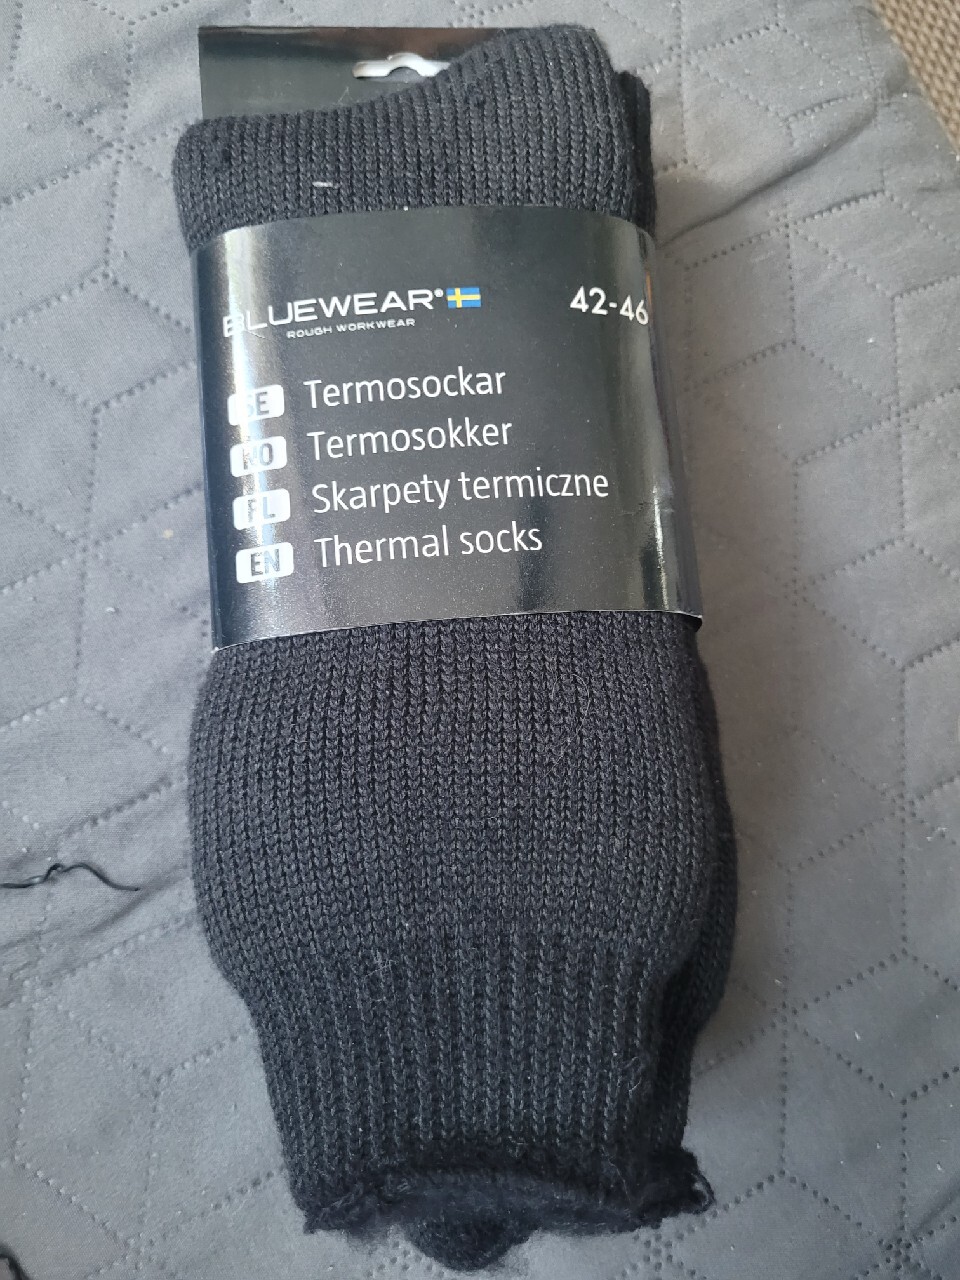 BLUEWEAR®
42-46
ROUGH WORKWEAR
SE Termosockar
NO Termosokker
PL Skarpety termiczne
EN Thermal socks